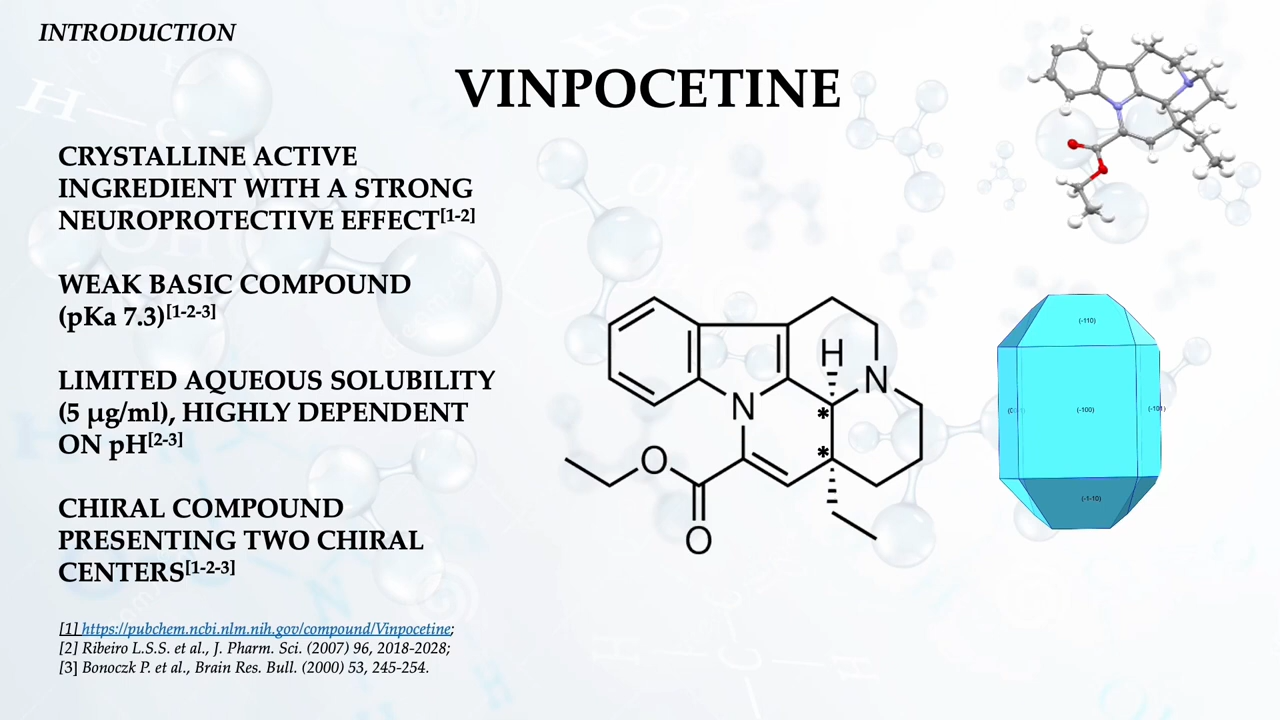 INTRODUCTION
VINPOCETINE
CRYSTALLINE ACTIVE
INGREDIENT WITH A STRONG
NEUROPROTECTIVE EFFECT[1-2]
WEAK BASIC COMPOUND
(pKa 7.3)[1-2-3]
LIMITED AQUEOUS SOLUBILITY
(5 µg/ml), HIGHLY DEPENDENT
ON pH[2-3]
CHIRAL COMPOUND
PRESENTING TWO CHIRAL
CENTERS[1-2-3]
[1] https://pubchem.ncbi.nlm.nih.gov/compound/Vinpocetine;
[2] Ribeiro L.S.S. et al., J. Pharm. Sci. (2007) 96, 2018-2028;
[3] Bonoczk P. et al., Brain Res. Bull. (2000) 53, 245-254.
H
N
*
N
*
O
O
(-110)
(-100)
(-101)
(-1-10)